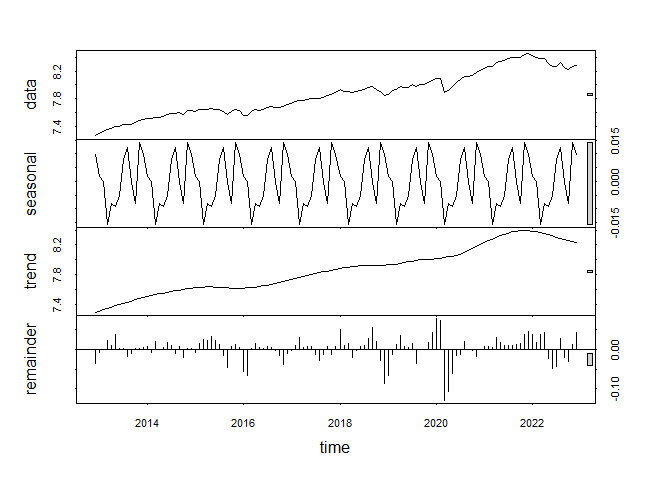 data
7.4 7.8 8.2
seasonal
-0.015 0.000 0.015
trend
7.4 7.8 8.2
remainder
-0.10 0.00
2014 2016 2018 2020 2022
time